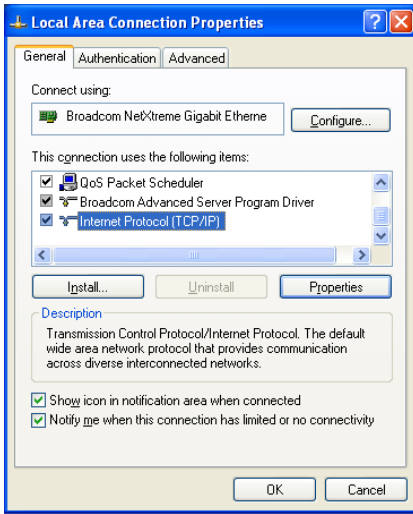 Local Area Connection Properties
General Authentication Advanced
Connect using:
Broadcom NetXtreme Gigabit Etherne
Configure...
This connection uses the following items:
QoS Packet Scheduler
Broadcom Advanced Server Program Driver
Internet Protocol (TCP/IP)
Install... Uninstall Properties
Description
Transmission Control Protocol/Internet Protocol. The default
wide area network protocol that provides communication
across diverse interconnected networks.
Show icon in notification area when connected
Notify me when this connection has limited or no connectivity
OK Cancel